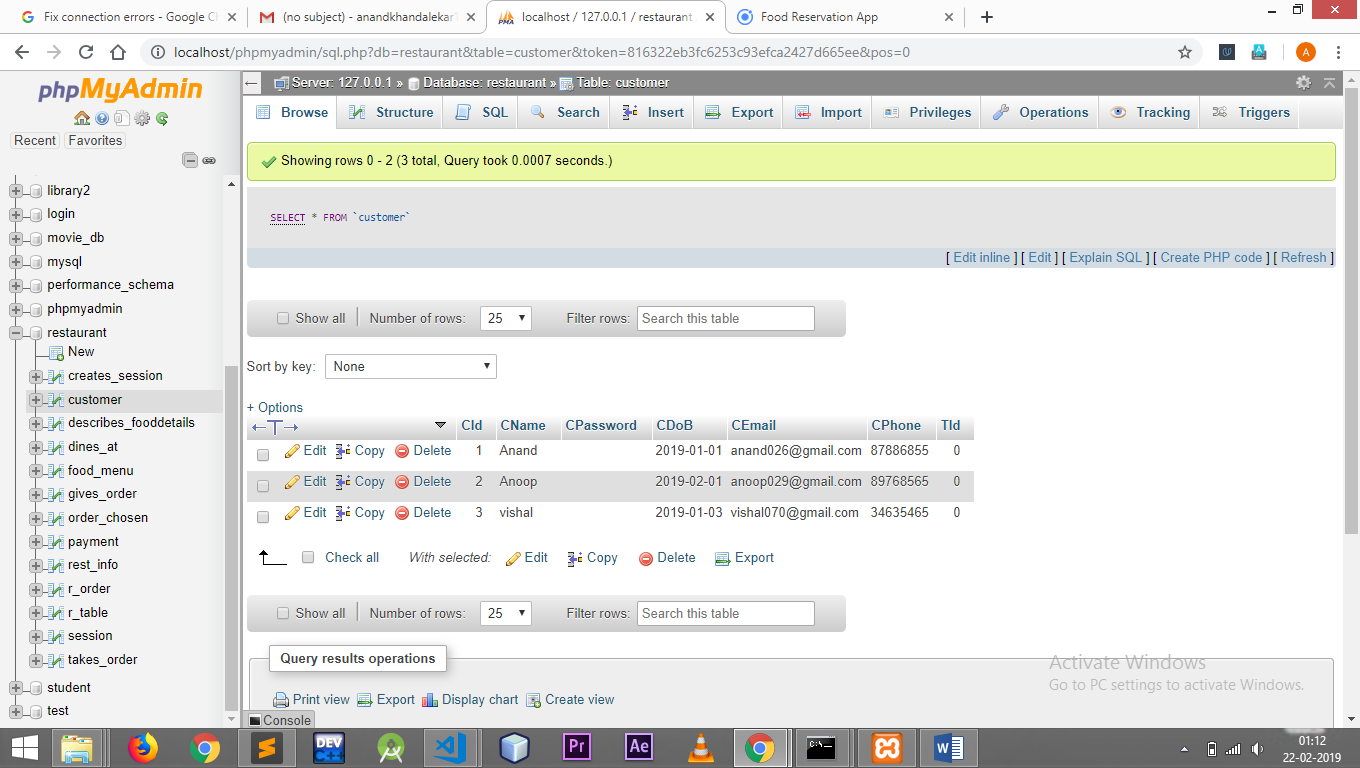 Fix connection errors - Google C
(no subject) - anandkhandalekar
localhost / 127.0.0.1 / restaurant
Food Reservation App
localhost/phpmyadmin/sql.php?db=restaurant&table=customer&token=816322eb3fc6253c93efca2427d665ee&pos=0
A
phpMyAdmin
Recent Favorites
library2
login
movie_db
mysql
performance_schema
phpmyadmin
restaurant
New
creates_session
customer
describes_fooddetails
dines_at
food_menu
gives_order
order_chosen
payment
rest_info
r_order
r_table
session
takes_order
student
test
Server: 127.0.0.1 » Database: restaurant » Table: customer
Browse Structure SQL Search Insert Export Import Privileges Operations Tracking Triggers
Showing rows 0 - 2 (3 total, Query took 0.0007 seconds.)
SELECT * FROM `customer`
[ Edit inline ] [ Edit ] [ Explain SQL ] [ Create PHP code ] [ Refresh ]
Show all Number of rows: 25 Filter rows: Search this table
Sort by key: None
+ Options
←T→ CId CName CPassword CDoB CEmail CPhone TId
Edit Copy Delete 1 Anand 2019-01-01 anand026@gmail.com 87886855 0
Edit Copy Delete 2 Anoop 2019-02-01 anoop029@gmail.com 89768565 0
Edit Copy Delete 3 vishal 2019-01-03 vishal070@gmail.com 34635465 0
Check all With selected: Edit Copy Delete Export
Show all Number of rows: 25 Filter rows: Search this table
Query results operations
Print view Export Display chart Create view
Console
Activate Windows
Go to PC settings to activate Windows.
DEV
C++
Pr
Ae
C:\
01:12
22-02-2019